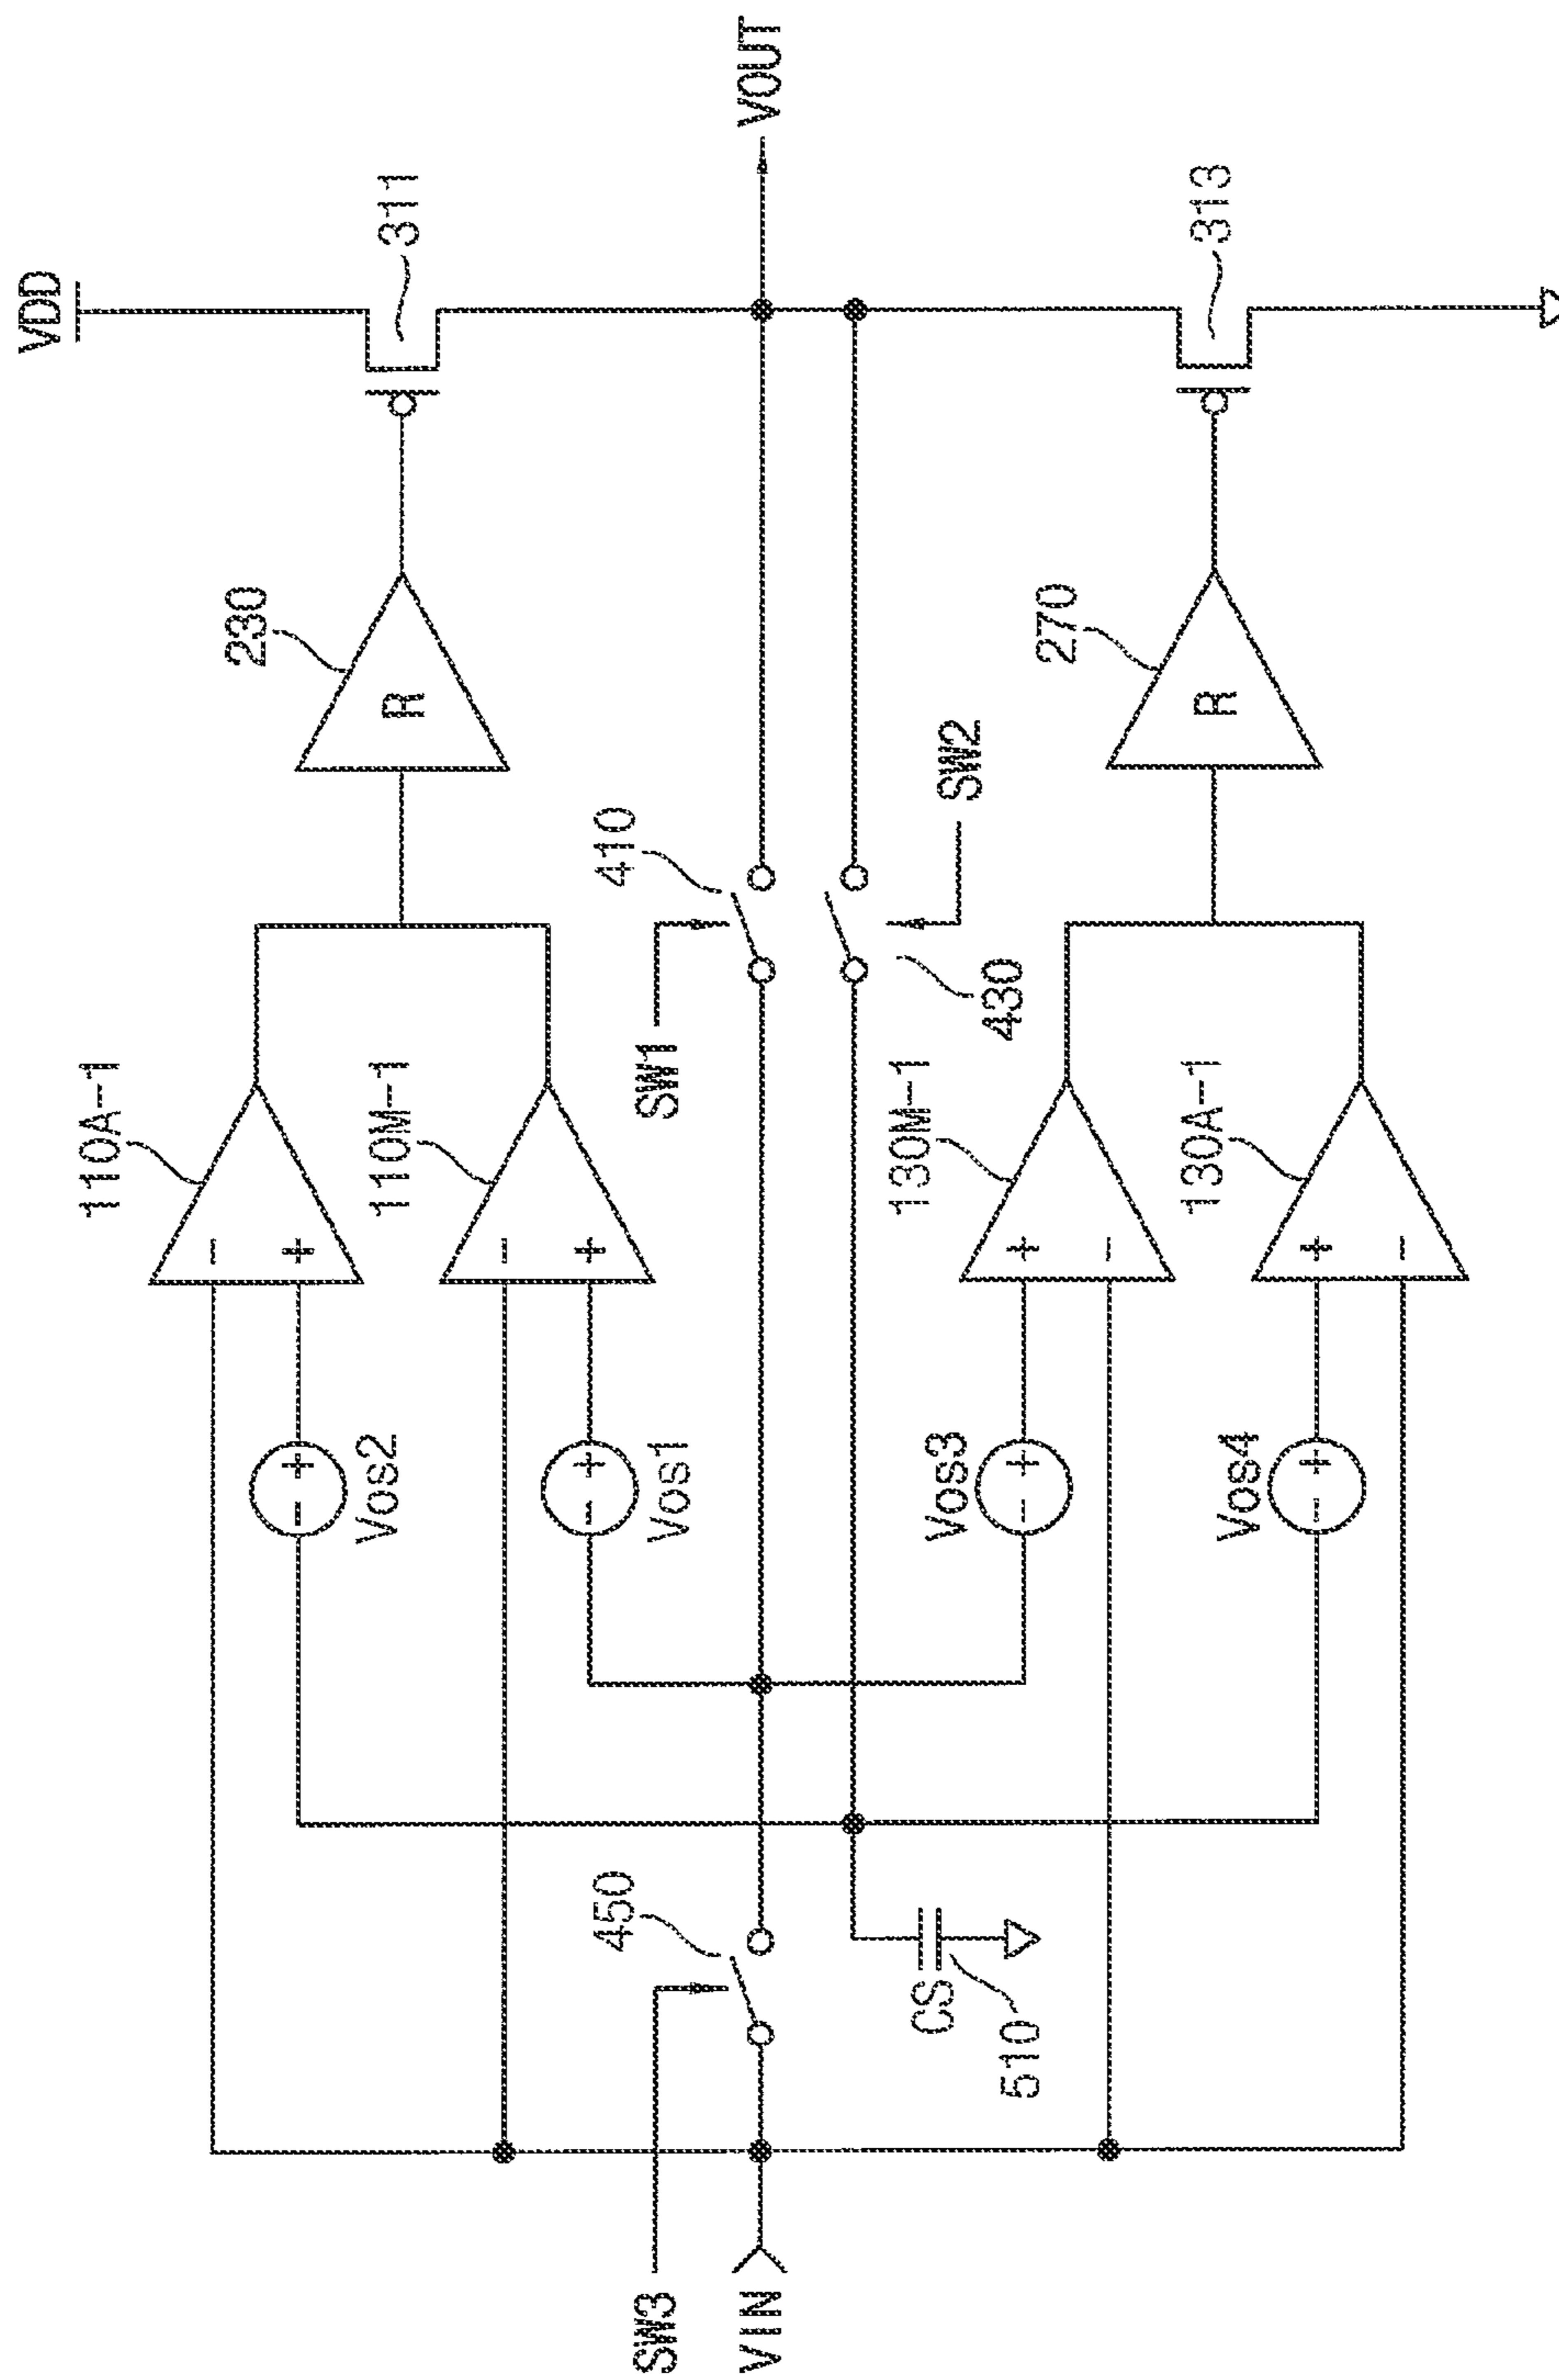 VDD
311
230
R
110A-1
-
+
Vos2
- +
110M-1
-
+
Vos1
- +
VOUT
410
SW1
450
SW3
VIN
SW2
430
CS
510
313
270
R
130M-1
+
-
Vos3
- +
130A-1
+
-
Vos4
- +